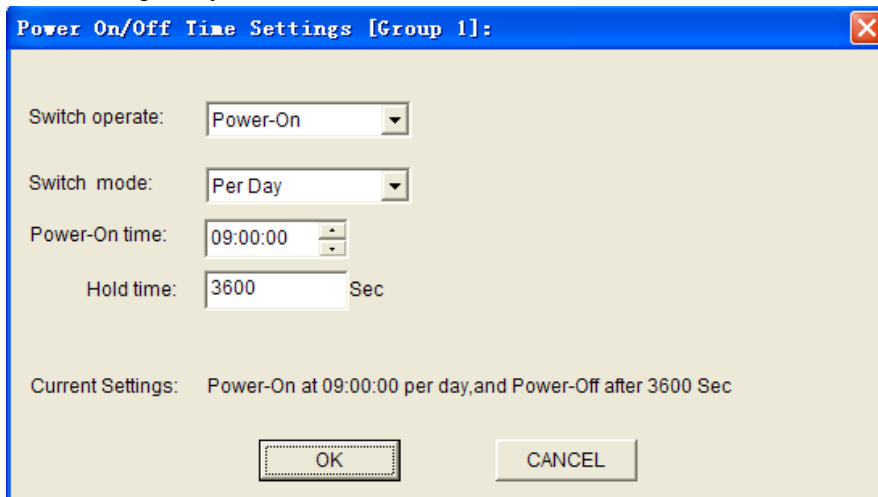 Power On/Off Time Settings [Group 1]:
Switch operate: Power-On
Switch mode: Per Day
Power-On time: 09:00:00
Hold time: 3600 Sec
Current Settings: Power-On at 09:00:00 per day,and Power-Off after 3600 Sec
OK CANCEL